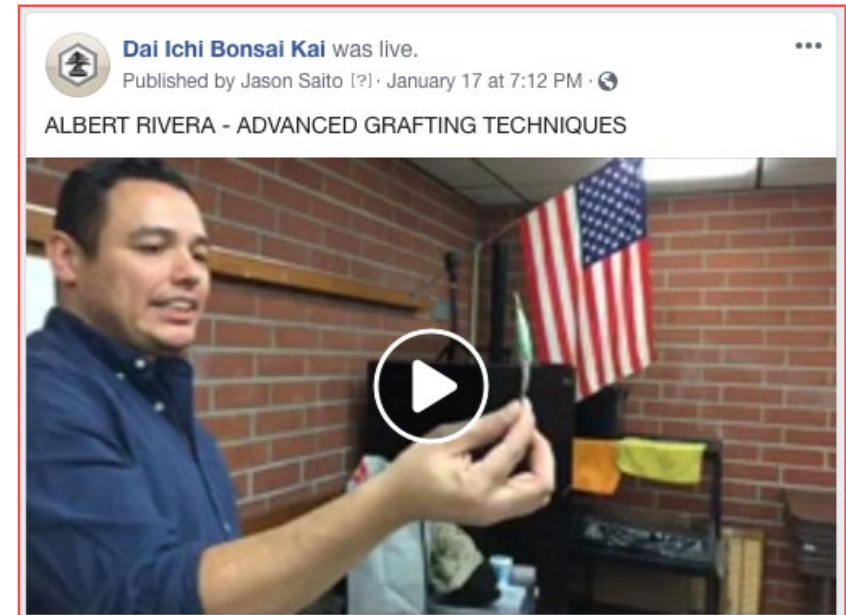 Dai Ichi Bonsai Kai was live.
Published by Jason Saito [?] · January 17 at 7:12 PM ·
ALBERT RIVERA - ADVANCED GRAFTING TECHNIQUES